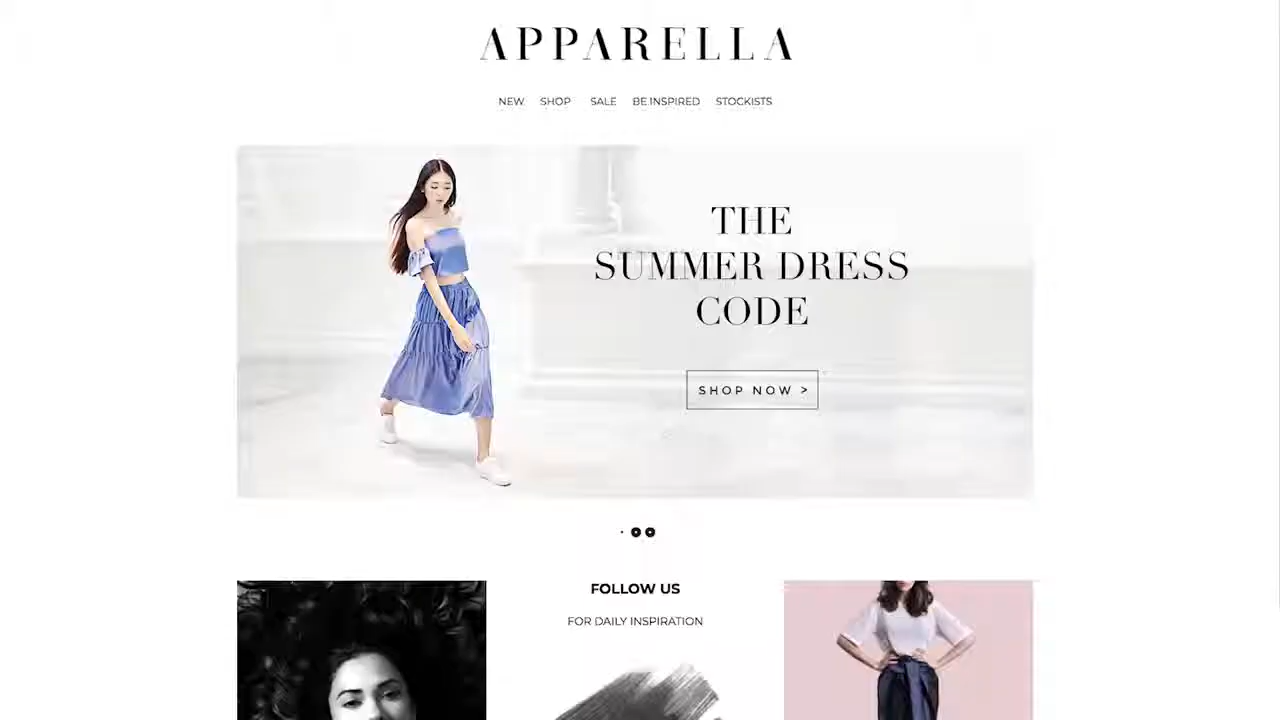 APPARELLA
NEW SHOP SALE BE INSPIRED STOCKISTS
THE
SUMMER DRESS
CODE
SHOP NOW >
FOLLOW US
FOR DAILY INSPIRATION